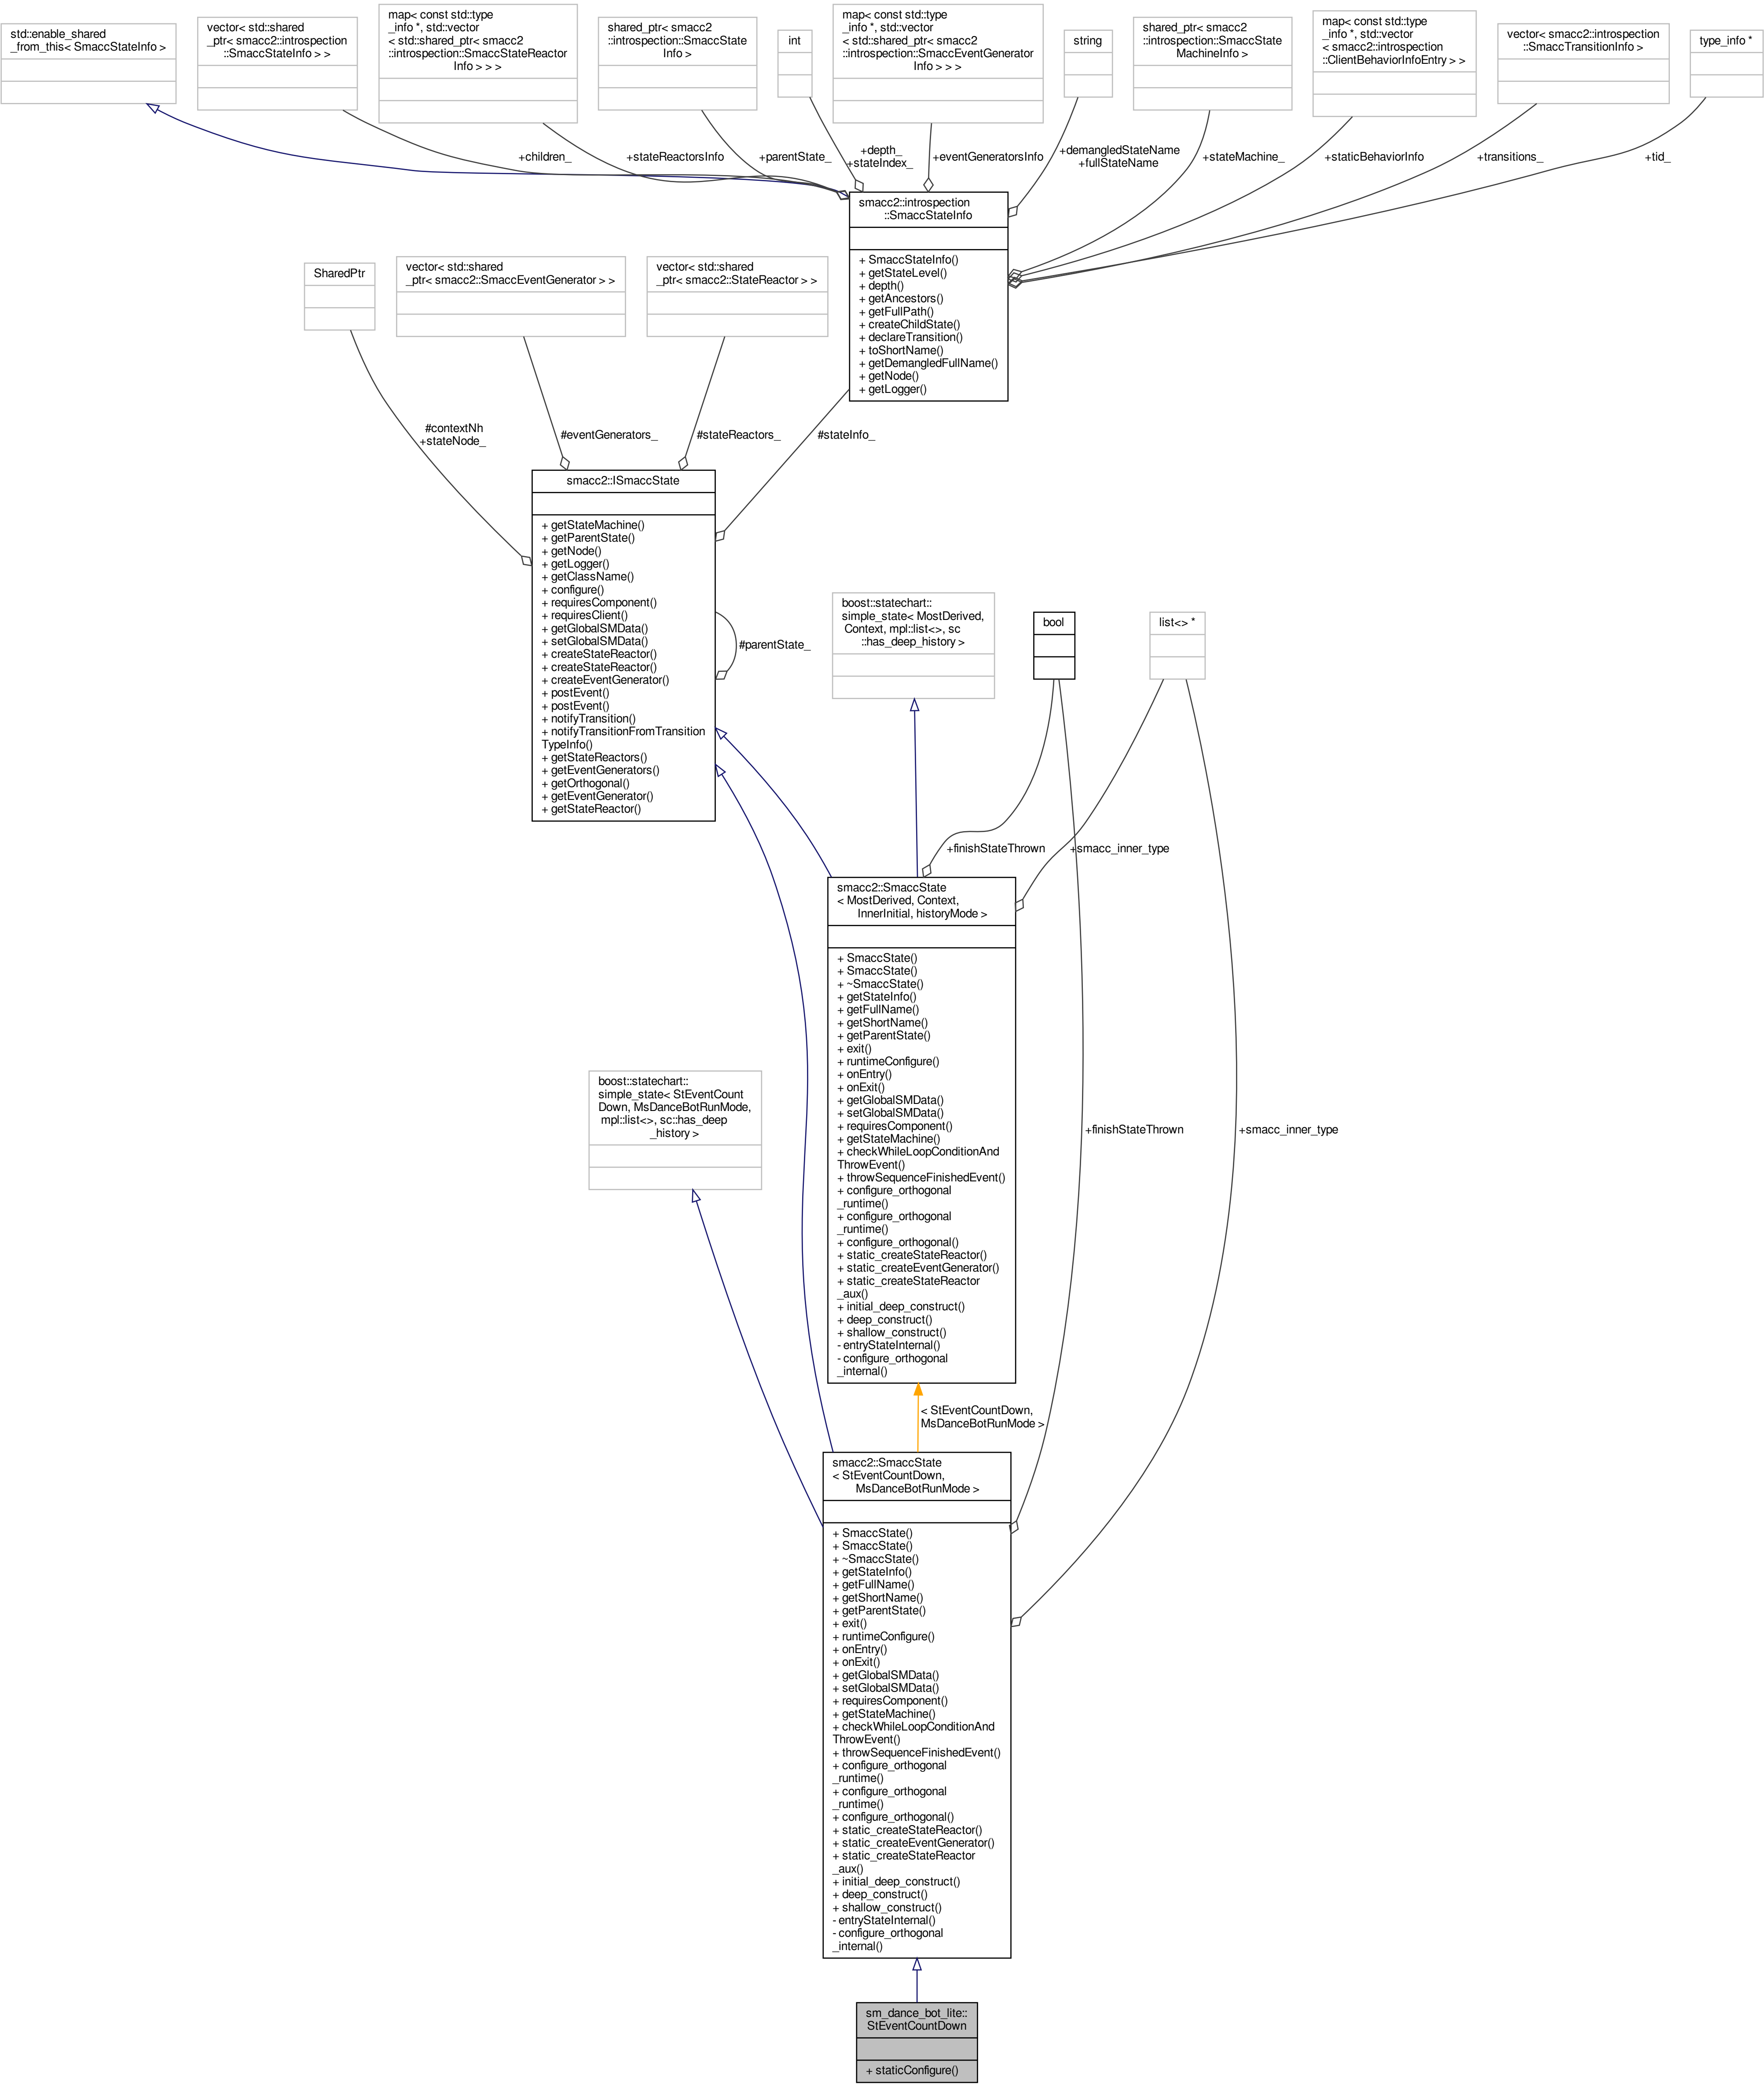 std::enable_shared
_from_this< SmaccStateInfo >
vector< std::shared
_ptr< smacc2::introspection
::SmaccStateInfo > >
map< const std::type
_info *, std::vector
< std::shared_ptr< smacc2
::introspection::SmaccStateReactor
Info > > >
shared_ptr< smacc2
::introspection::SmaccState
Info >
int
map< const std::type
_info *, std::vector
< std::shared_ptr< smacc2
::introspection::SmaccEventGenerator
Info > > >
string
shared_ptr< smacc2
::introspection::SmaccState
MachineInfo >
map< const std::type
_info *, std::vector
< smacc2::introspection
::ClientBehaviorInfoEntry > >
vector< smacc2::introspection
::SmaccTransitionInfo >
type_info *
+children_
+stateReactorsInfo
+parentState_
+depth_
+stateIndex_
+eventGeneratorsInfo
+demangledStateName
+fullStateName
+stateMachine_
+staticBehaviorInfo
+transitions_
+tid_
smacc2::introspection
::SmaccStateInfo
+ SmaccStateInfo()
+ getStateLevel()
+ depth()
+ getAncestors()
+ getFullPath()
+ createChildState()
+ declareTransition()
+ toShortName()
+ getDemangledFullName()
+ getNode()
+ getLogger()
SharedPtr
vector< std::shared
_ptr< smacc2::SmaccEventGenerator > >
vector< std::shared
_ptr< smacc2::StateReactor > >
#contextNh
+stateNode_
#eventGenerators_
#stateReactors_
#stateInfo_
smacc2::ISmaccState
+ getStateMachine()
+ getParentState()
+ getNode()
+ getLogger()
+ getClassName()
+ configure()
+ requiresComponent()
+ requiresClient()
+ getGlobalSMData()
+ setGlobalSMData()
+ createStateReactor()
+ createStateReactor()
+ createEventGenerator()
+ postEvent()
+ postEvent()
+ notifyTransition()
+ notifyTransitionFromTransition
TypeInfo()
+ getStateReactors()
+ getEventGenerators()
+ getOrthogonal()
+ getEventGenerator()
+ getStateReactor()
#parentState_
boost::statechart::
simple_state< MostDerived,
Context, mpl::list<>, sc
::has_deep_history >
bool
list<> *
+finishStateThrown
+smacc_inner_type
smacc2::SmaccState
< MostDerived, Context,
InnerInitial, historyMode >
+ SmaccState()
+ SmaccState()
+ ~SmaccState()
+ getStateInfo()
+ getFullName()
+ getShortName()
+ getParentState()
+ exit()
+ runtimeConfigure()
+ onEntry()
+ onExit()
+ getGlobalSMData()
+ setGlobalSMData()
+ requiresComponent()
+ getStateMachine()
+ checkWhileLoopConditionAnd
ThrowEvent()
+ throwSequenceFinishedEvent()
+ configure_orthogonal
_runtime()
+ configure_orthogonal
_runtime()
+ configure_orthogonal()
+ static_createStateReactor()
+ static_createEventGenerator()
+ static_createStateReactor
_aux()
+ initial_deep_construct()
+ deep_construct()
+ shallow_construct()
- entryStateInternal()
- configure_orthogonal
_internal()
boost::statechart::
simple_state< StEventCount
Down, MsDanceBotRunMode,
mpl::list<>, sc::has_deep
_history >
+finishStateThrown
+smacc_inner_type
< StEventCountDown,
MsDanceBotRunMode >
smacc2::SmaccState
< StEventCountDown,
MsDanceBotRunMode >
+ SmaccState()
+ SmaccState()
+ ~SmaccState()
+ getStateInfo()
+ getFullName()
+ getShortName()
+ getParentState()
+ exit()
+ runtimeConfigure()
+ onEntry()
+ onExit()
+ getGlobalSMData()
+ setGlobalSMData()
+ requiresComponent()
+ getStateMachine()
+ checkWhileLoopConditionAnd
ThrowEvent()
+ throwSequenceFinishedEvent()
+ configure_orthogonal
_runtime()
+ configure_orthogonal
_runtime()
+ configure_orthogonal()
+ static_createStateReactor()
+ static_createEventGenerator()
+ static_createStateReactor
_aux()
+ initial_deep_construct()
+ deep_construct()
+ shallow_construct()
- entryStateInternal()
- configure_orthogonal
_internal()
sm_dance_bot_lite::
StEventCountDown
+ staticConfigure()